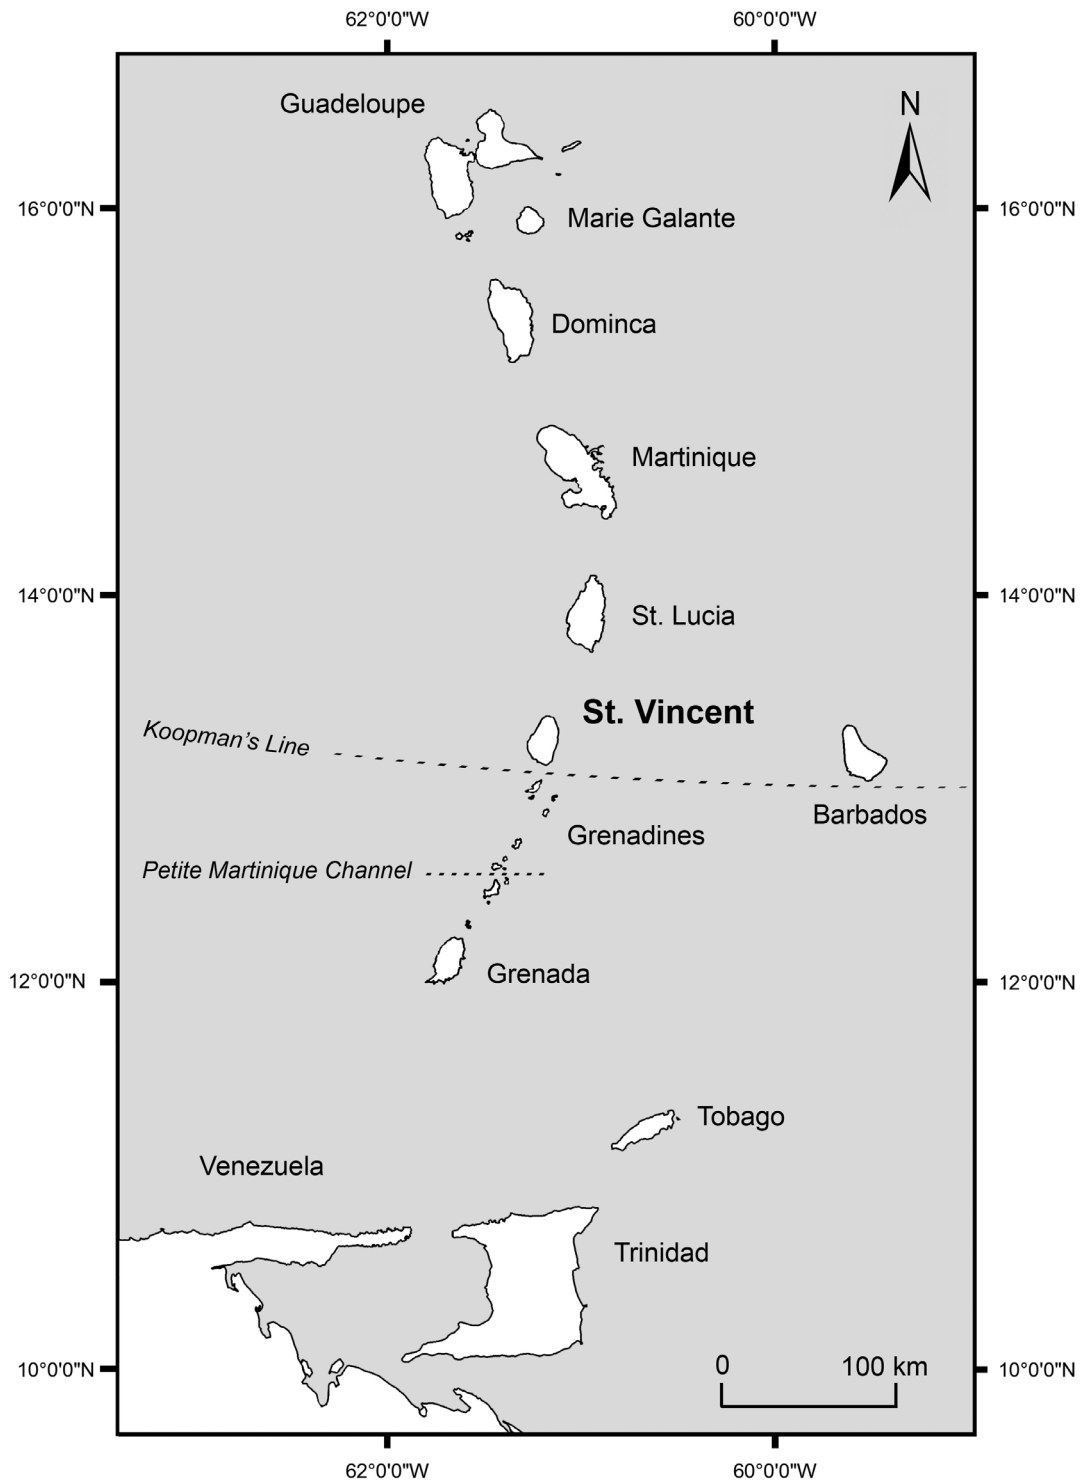 62°0'0"W 60°0'0"W
Guadeloupe
N
16°0'0"N 16°0'0"N
Marie Galante
Dominca
Martinique
14°0'0"N 14°0'0"N
St. Lucia
St. Vincent
Koopman's Line
Barbados
Grenadines
Petite Martinique Channel
Grenada
12°0'0"N 12°0'0"N
Tobago
Venezuela
Trinidad
0 100 km
10°0'0"N 10°0'0"N
62°0'0"W 60°0'0"W